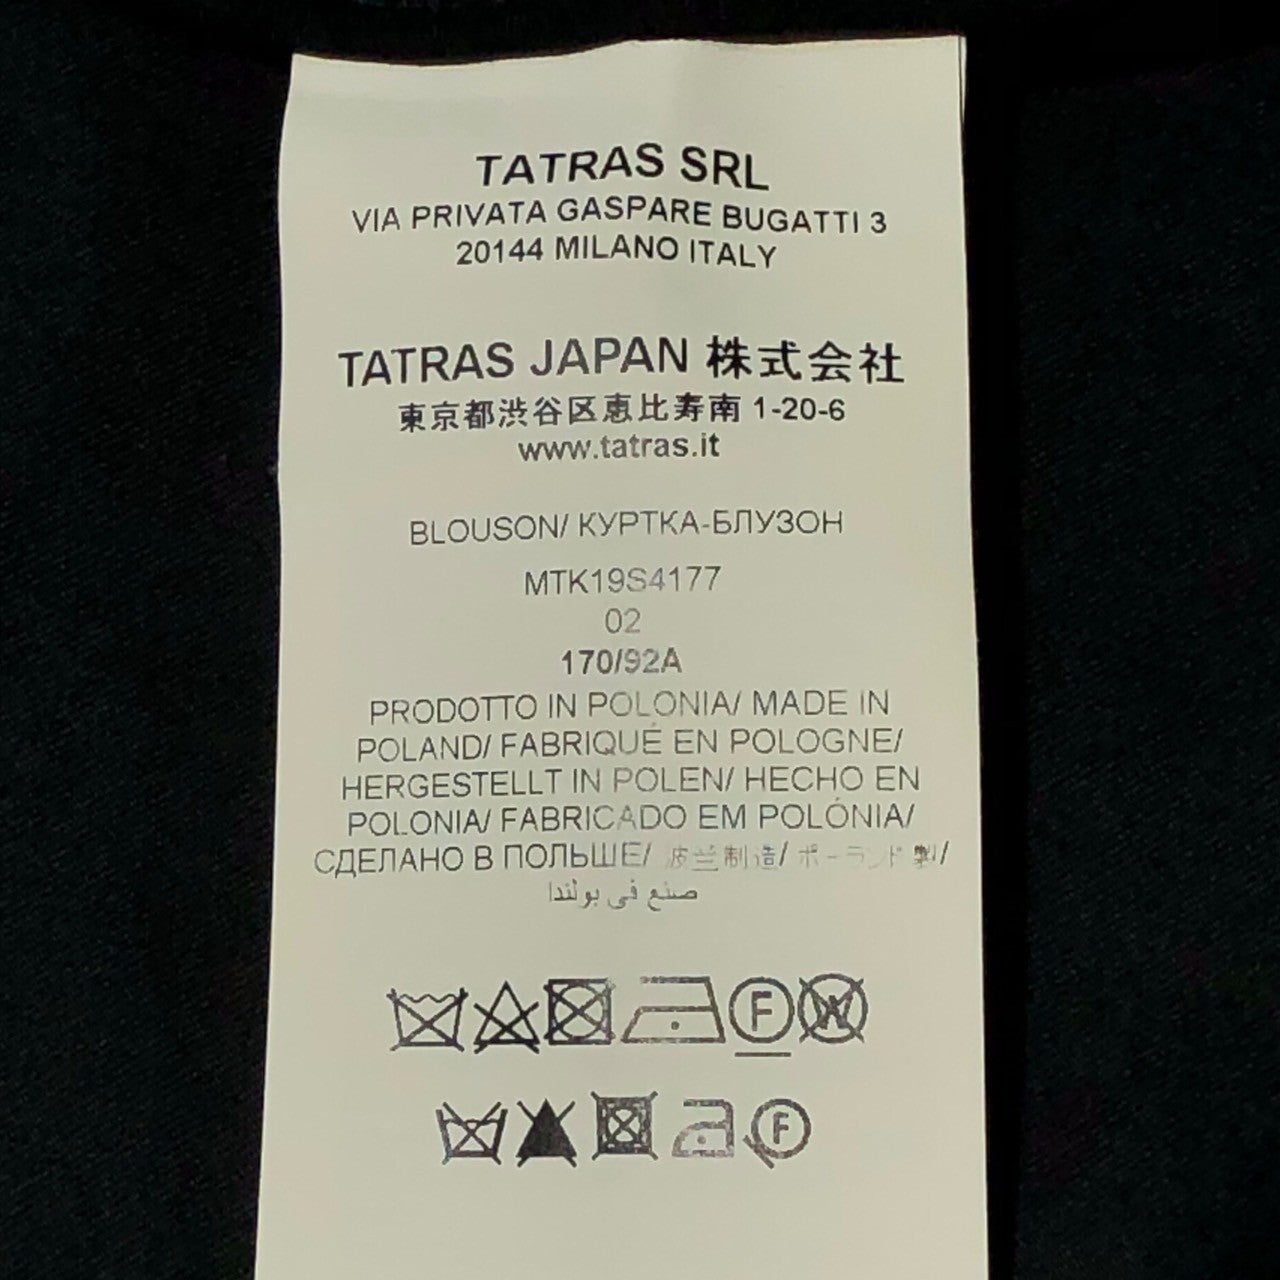 TATRAS SRL
VIA PRIVATA GASPARE BUGATTI 3
20144 MILANO ITALY
TATRAS JAPAN 株式会社
東京都渋谷区恵比寿南 1-20-6
www.tatras.it
BLOUSON/ КУРТКА-БЛУЗОН
MTK19S4177
02
170/92A
PRODOTTO IN POLONIA/ MADE IN
POLAND/ FABRIQUÉ EN POLOGNE/
HERGESTELLT IN POLEN/ HECHO EN
POLONIA/ FABRICADO EM POLÓNIA/
СДЕЛАНО В ПОЛЬШЕ/ 波兰制造/ ポーランド製/
صنع في بولندا
F W
F